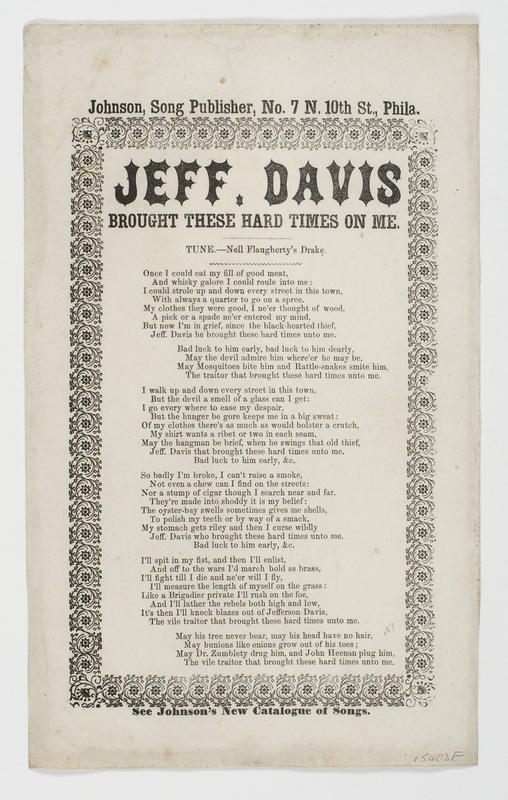 Johnson, Song Publisher, No. 7 N. 10th St., Phila.
JEFF. DAVIS
BROUGHT THESE HARD TIMES ON ME.
TUNE.—Nell Flaugherty's Drake.
Once I could eat my fill of good meat,
And whisky galore I could roule into me:
I could strole up and down every street in this town,
With always a quarter to go on a spree.
My clothes they were good, I ne'er thought of wood,
A pick or a spade ne'er entered my mind,
But now I'm in grief, since the black-hearted thief,
Jeff. Davis he brought these hard times unto me.
Bad luck to him early, bad luck to him dearly,
May the devil admire him where'er he may be,
May Mosquitoes bite him and Rattle-snakes smite him,
The traitor that brought these hard times unto me.
I walk up and down every street in this town,
But the devil a smell of a glass can I get:
I go every where to ease my despair,
But the hunger be gore keeps me in a big sweat:
Of my clothes there's as much as would bolster a crutch,
My shirt wants a ribet or two in each seam,
May the hangman be brief, when he swings that old thief,
Jeff. Davis that brought these hard times unto me.
Bad luck to him early, &c.
So badly I'm broke, I can't raise a smoke,
Not even a chew can I find on the streets:
Nor a stump of cigar though I search near and far.
They're made into shoddy it is my belief:
The oyster-bay swells sometimes gives me shells,
To polish my teeth or by way of a smack,
My stomach gets riley and then I curse wildly
Jeff. Davis who brought these hard times unto me.
Bad luck to him early, &c.
I'll spit in my fist, and then I'll enlist,
And off to the wars I'd march bold as brass,
I'll fight till I die and ne'er will I fly,
I'll measure the length of myself on the grass:
Like a Brigadier private I'll rush on the foe,
And I'll lather the rebels both high and low,
It's then I'll knock blazes out of Jefferson Davis,
The vile traitor that brought these hard times unto me.
May his tree never bear, may his head have no hair,
May bunions like onions grow out of his toes;
May Dr. Zumblety drug him, and John Heenan plug him,
The vile traitor that brought these hard times unto me.
See Johnson's New Catalogue of Songs.
15403F